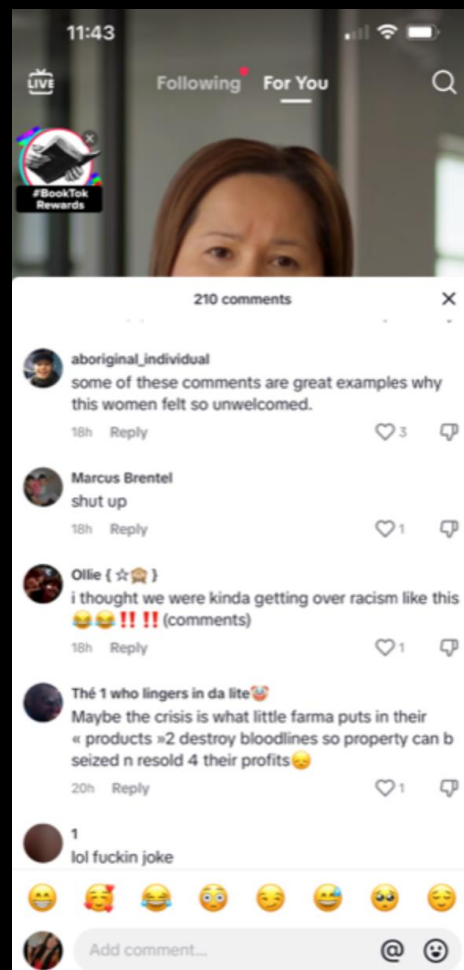 11:43
LIVE
Following For You
#BookTok
Rewards
210 comments
aboriginal_individual
some of these comments are great examples why
this women felt so unwelcomed.
18h Reply 3
Marcus Brentel
shut up
18h Reply 1
Ollie { ☆🙈 }
i thought we were kinda getting over racism like this
😂😂‼️‼️(comments)
18h Reply 1
Thé 1 who lingers in da lite🤡
Maybe the crisis is what little farma puts in their
« products »2 destroy bloodlines so property can b
seized n resold 4 their profits😞
20h Reply 1
1
lol fuckin joke
Add comment...